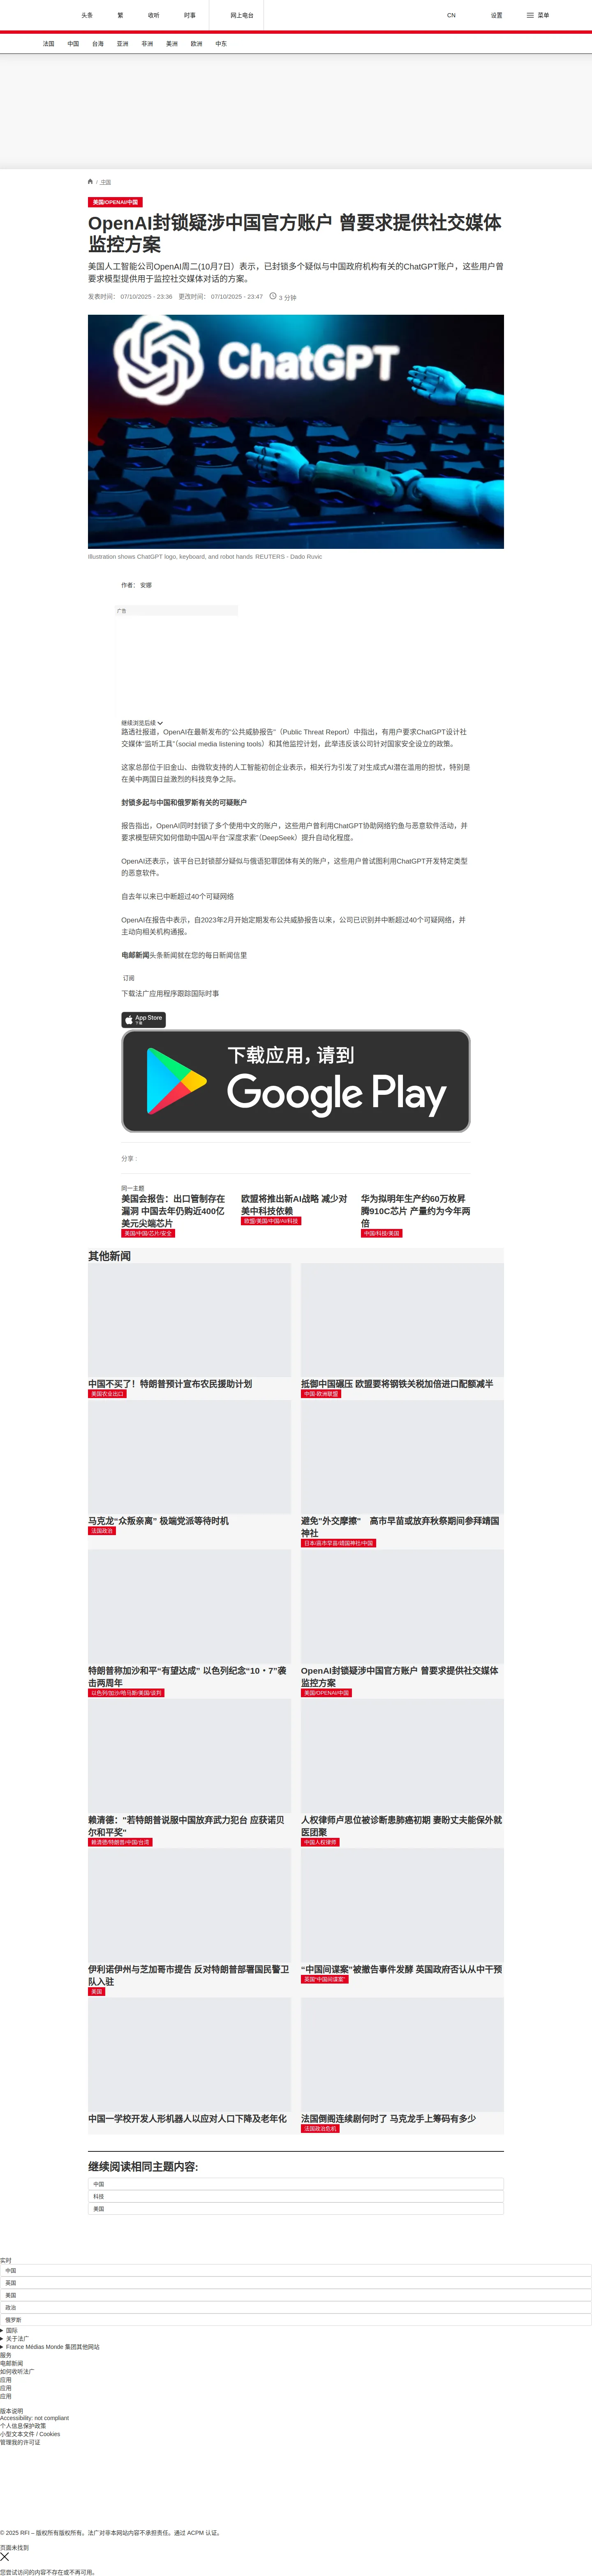 头条 繁 收听 时事 网上电台 CN 设置 菜单
法国 中国 台海 亚洲 非洲 美洲 欧洲 中东
/ 中国
美国/OPENAI/中国
OpenAI封锁疑涉中国官方账户 曾要求提供社交媒体
监控方案
美国人工智能公司OpenAI周二(10月7日）表示，已封锁多个疑似与中国政府机构有关的ChatGPT账户，这些用户曾
要求模型提供用于监控社交媒体对话的方案。
发表时间： 07/10/2025 - 23:36 更改时间： 07/10/2025 - 23:47 3 分钟
ChatGPT
Illustration shows ChatGPT logo, keyboard, and robot hands REUTERS - Dado Ruvic
作者： 安娜
广告
继续浏览后续
路透社报道，OpenAI在最新发布的“公共威胁报告”（Public Threat Report）中指出，有用户要求ChatGPT设计社
交媒体“监听工具”（social media listening tools）和其他监控计划，此举违反该公司针对国家安全设立的政策。
这家总部位于旧金山、由微软支持的人工智能初创企业表示，相关行为引发了对生成式AI潜在滥用的担忧，特别是
在美中两国日益激烈的科技竞争之际。
封锁多起与中国和俄罗斯有关的可疑账户
报告指出，OpenAI同时封锁了多个使用中文的账户，这些用户曾利用ChatGPT协助网络钓鱼与恶意软件活动，并
要求模型研究如何借助中国AI平台“深度求索”（DeepSeek）提升自动化程度。
OpenAI还表示，该平台已封锁部分疑似与俄语犯罪团体有关的账户，这些用户曾试图利用ChatGPT开发特定类型
的恶意软件。
自去年以来已中断超过40个可疑网络
OpenAI在报告中表示，自2023年2月开始定期发布公共威胁报告以来，公司已识别并中断超过40个可疑网络，并
主动向相关机构通报。
电邮新闻头条新闻就在您的每日新闻信里
订阅
下载法广应用程序跟踪国际时事
App Store
下载
下载应用，请到
Google Play
分享 :
同一主题
美国会报告：出口管制存在
漏洞 中国去年仍购近400亿
美元尖端芯片
美国/中国/芯片/安全
欧盟将推出新AI战略 减少对
美中科技依赖
欧盟/美国/中国/AI/科技
华为拟明年生产约60万枚昇
腾910C芯片 产量约为今年两
倍
中国/科技/美国
其他新闻
中国不买了！特朗普预计宣布农民援助计划
美国农业出口
抵御中国碾压 欧盟要将钢铁关税加倍进口配额减半
中国-欧洲联盟
马克龙“众叛亲离” 极端党派等待时机
法国政治
避免"外交摩擦"　高市早苗或放弃秋祭期间参拜靖国
神社
日本/高市早苗/靖国神社/中国
特朗普称加沙和平“有望达成” 以色列纪念“10・7”袭
击两周年
以色列/加沙/哈马斯/美国/谈判
OpenAI封锁疑涉中国官方账户 曾要求提供社交媒体
监控方案
美国/OPENAI/中国
赖清德："若特朗普说服中国放弃武力犯台 应获诺贝
尔和平奖"
赖清德/特朗普/中国/台湾
人权律师卢思位被诊断患肺癌初期 妻盼丈夫能保外就
医团聚
中国人权律师
伊利诺伊州与芝加哥市提告 反对特朗普部署国民警卫
队入驻
美国
“中国间谍案”被撤告事件发酵 英国政府否认从中干预
英国“中国间谍案”
中国一学校开发人形机器人以应对人口下降及老年化
法国倒阁连续剧何时了 马克龙手上筹码有多少
法国政治危机
继续阅读相同主题内容:
中国
科技
美国
实时
中国
英国
美国
政治
俄罗斯
国际
关于法广
France Médias Monde 集团其他网站
服务
电邮新闻
如何收听法广
应用
应用
应用
版本说明
Accessibility: not compliant
个人信息保护政策
小型文本文件 / Cookies
管理我的许可证
© 2025 RFI – 版权所有版权所有。法广对非本网站内容不承担责任。通过 ACPM 认证。
页面未找到
您尝试访问的内容不存在或不再可用。